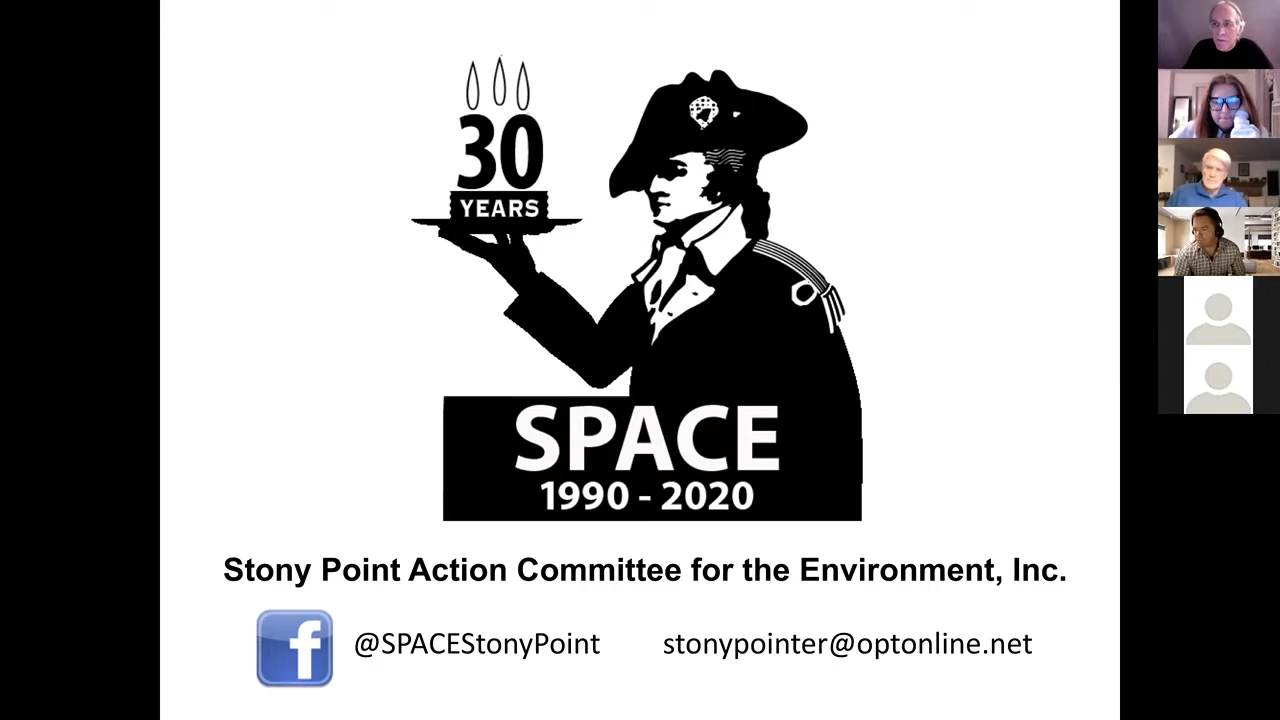 30
YEARS
SPACE
1990 - 2020
Stony Point Action Committee for the Environment, Inc.
f @SPACEStonyPoint stonypointer@optonline.net